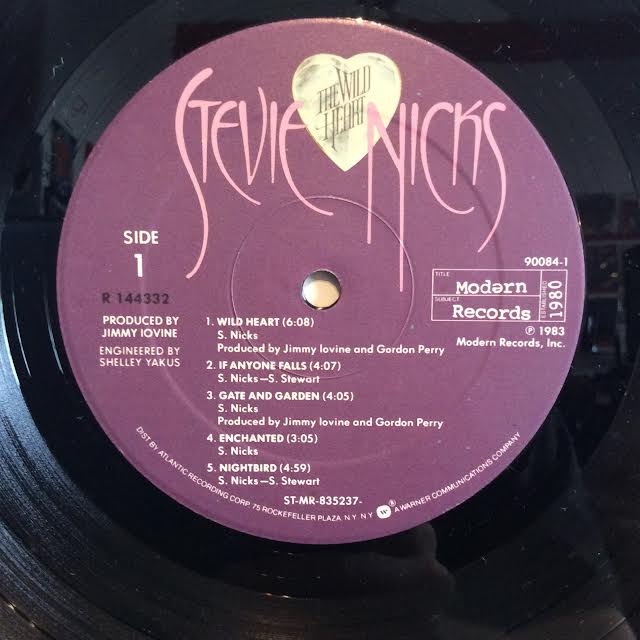 STEVIE NICKS
THE WILD
HEART
SIDE
1
R 144332
PRODUCED BY
JIMMY IOVINE
ENGINEERED BY
SHELLEY YAKUS
90084-1
TITLE
Modərn
SUBJECT
Records
ESTABLISHED
1980
℗ 1983
Modern Records, Inc.
1. WILD HEART (6:08)
S. Nicks
Produced by Jimmy Iovine and Gordon Perry
2. IF ANYONE FALLS (4:07)
S. Nicks—S. Stewart
3. GATE AND GARDEN (4:05)
S. Nicks
Produced by Jimmy Iovine and Gordon Perry
4. ENCHANTED (3:05)
S. Nicks
5. NIGHTBIRD (4:59)
S. Nicks—S. Stewart
ST-MR-835237-
DIST. BY ATLANTIC RECORDING CORP. 75 ROCKEFELLER PLAZA, N.Y. N.Y. W ® A WARNER COMMUNICATIONS COMPANY